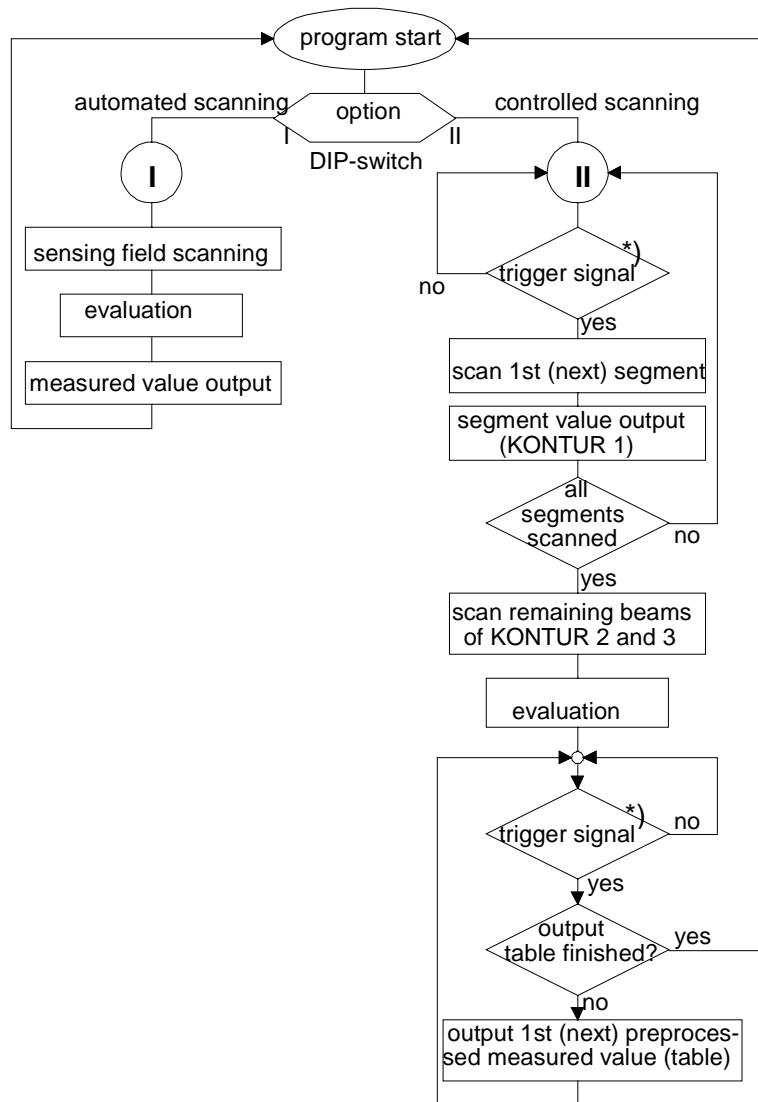 program start
automated scanning
option
controlled scanning
I
II
DIP-switch
I
II
sensing field scanning
evaluation
measured value output
*)
trigger signal
no
yes
scan 1st (next) segment
segment value output
(KONTUR 1)
all
segments
scanned
no
yes
scan remaining beams
of KONTUR 2 and 3
evaluation
*)
trigger signal
no
yes
output
table finished?
yes
no
output 1st (next) preproces-
sed measured value (table)